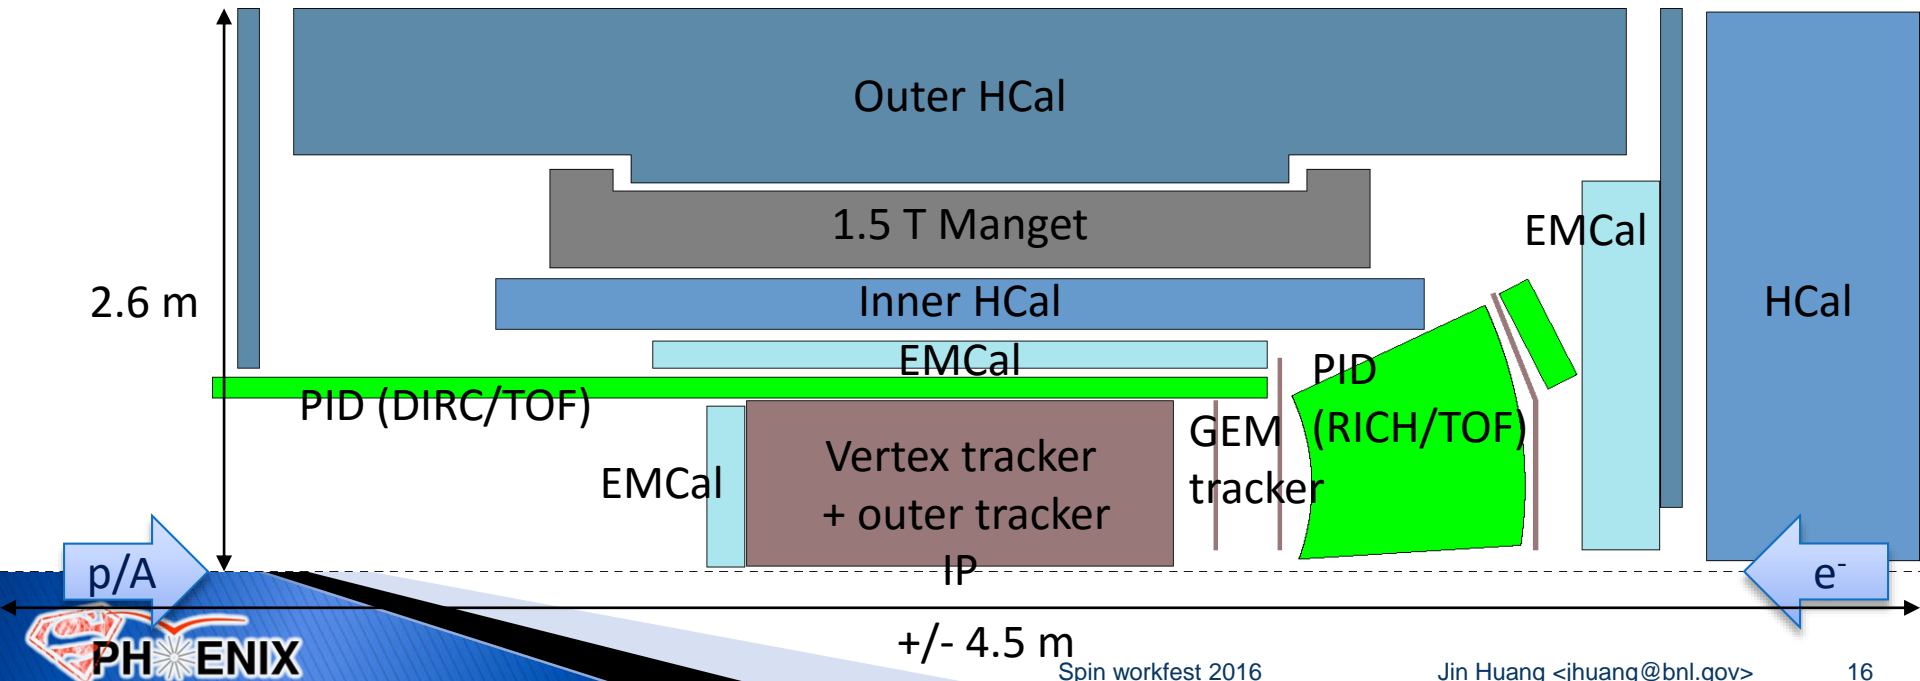 Outer HCal
1.5 T Manget
EMCal
2.6 m
Inner HCal
HCal
EMCal
PID
(RICH/TOF)
PID (DIRC/TOF)
GEM
tracker
EMCal
Vertex tracker
+ outer tracker
IP
p/A
e-
+/- 4.5 m
PHENIX
Spin workfest 2016
Jin Huang <jhuang@bnl.gov>
16